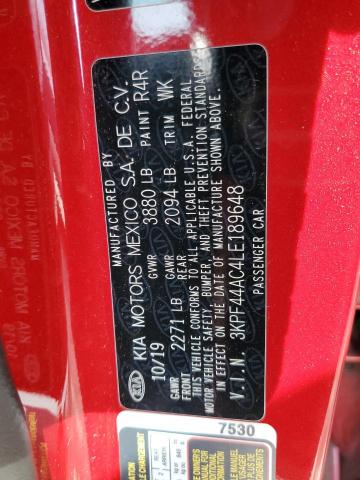 MANUFACTURED BY
KIA KIA MOTORS MEXICO S.A. DE C.V.
10/19 GVWR 3880 LB PAINT R4R
GAWR FRONT 2271 LB GAWR REAR 2094 LB TRIM WK
THIS VEHICLE CONFORMS TO ALL APPLICABLE U.S.A. FEDERAL
MOTOR VEHICLE SAFETY, BUMPER, AND THEFT PREVENTION STANDARDS
IN EFFECT ON THE DATE OF MANUFACTURE SHOWN ABOVE.
V.I.N. 3KPF44AC4LE189648
PASSENGER CAR
7530